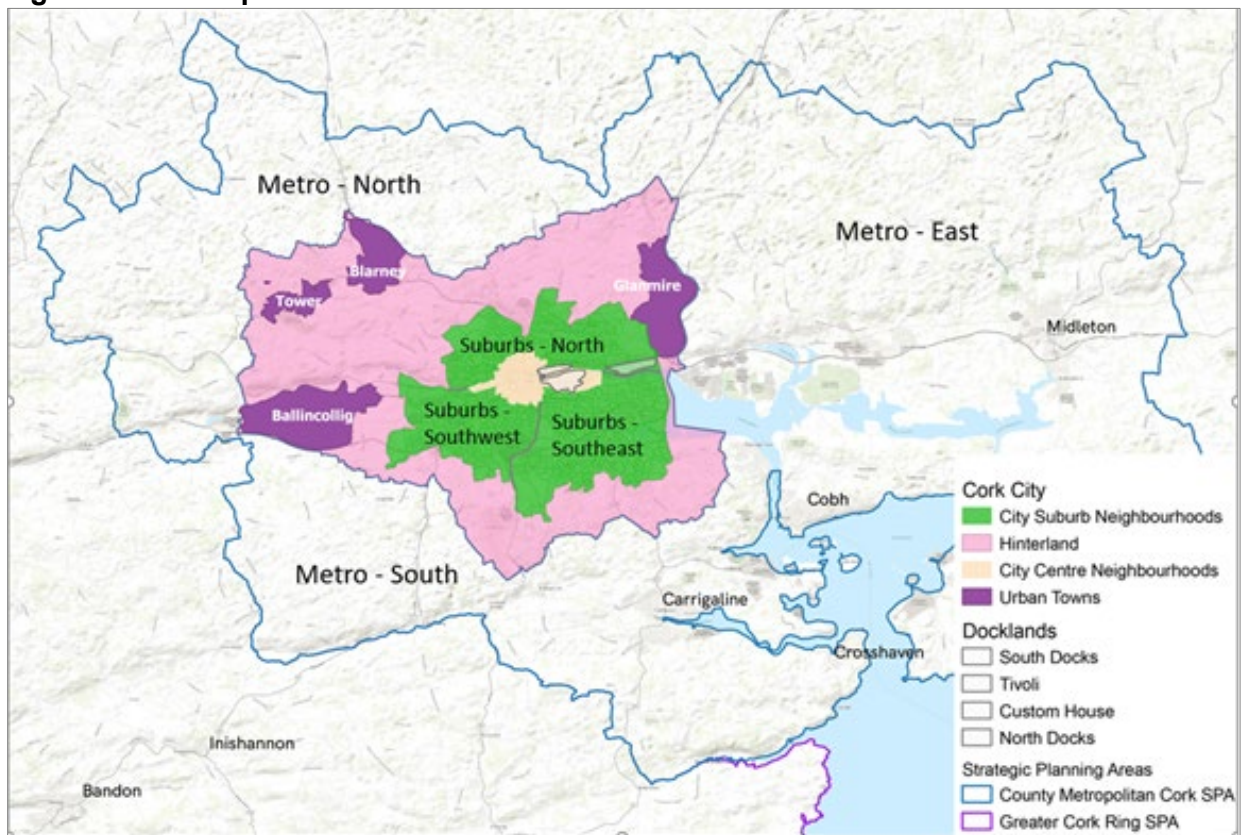 Metro - North
Metro - East
Blarney
Glanmire
Tower
Midleton
Suburbs - North
Ballincollig
Suburbs -
Southwest
Suburbs -
Southeast
Cobh
Metro - South
Carrigaline
Crosshaven
Inishannon
Bandon
Cork City
City Suburb Neighbourhoods
Hinterland
City Centre Neighbourhoods
Urban Towns
Docklands
South Docks
Tivoli
Custom House
North Docks
Strategic Planning Areas
County Metropolitan Cork SPA
Greater Cork Ring SPA